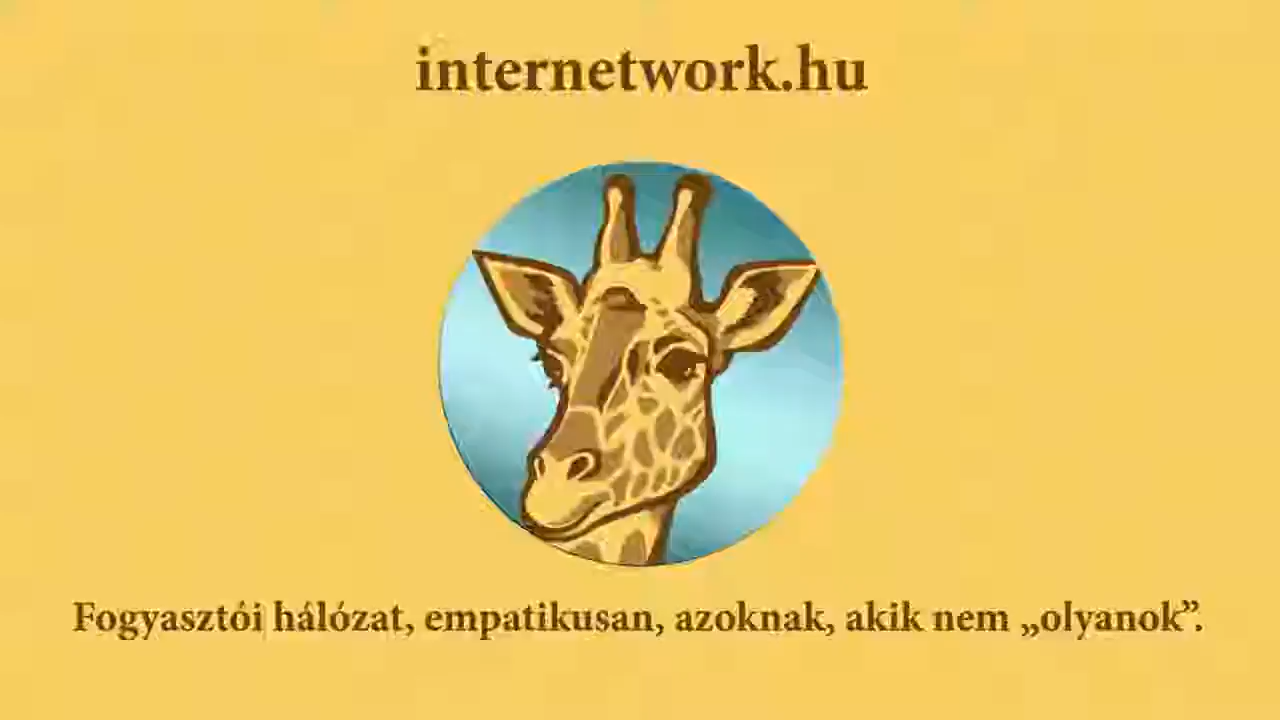 internetwork.hu
Fogyasztói hálózat, empatikusan, azoknak, akik nem „olyanok”.